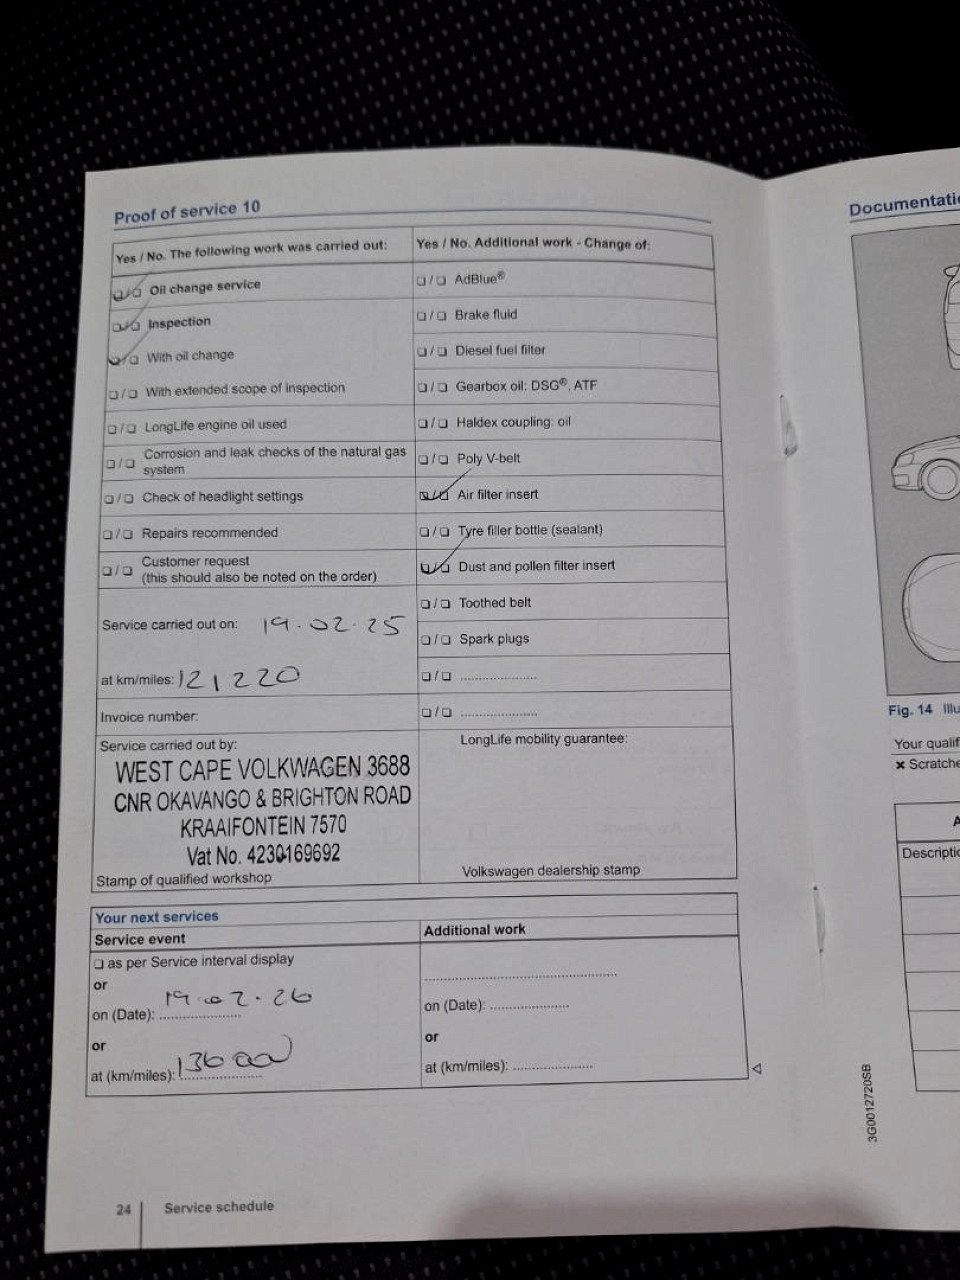 Proof of service 10
Yes / No. The following work was carried out:
❑/❑ Oil change service
❑/❑ Inspection
❑/❑ With oil change
❑/❑ With extended scope of inspection
❑/❑ LongLife engine oil used
❑/❑ Corrosion and leak checks of the natural gas
system
❑/❑ Check of headlight settings
❑/❑ Repairs recommended
❑/❑ Customer request
(this should also be noted on the order)
Service carried out on: 19.02.25
at km/miles: 121220
Invoice number:
Service carried out by:
WEST CAPE VOLKWAGEN 3688
CNR OKAVANGO & BRIGHTON ROAD
KRAAIFONTEIN 7570
Vat No. 4230169692
Stamp of qualified workshop
Yes / No. Additional work - Change of:
❑/❑ AdBlue®
❑/❑ Brake fluid
❑/❑ Diesel fuel filter
❑/❑ Gearbox oil: DSG®, ATF
❑/❑ Haldex coupling: oil
❑/❑ Poly V-belt
❑/❑ Air filter insert
❑/❑ Tyre filler bottle (sealant)
❑/❑ Dust and pollen filter insert
❑/❑ Toothed belt
❑/❑ Spark plugs
❑/❑ ....................
❑/❑ ....................
LongLife mobility guarantee:
Volkswagen dealership stamp
Your next services
Service event
❑ as per Service interval display
or
on (Date): 19.02.26
or
at (km/miles): 136000
Additional work
on (Date): ....................
or
at (km/miles): ....................
24 Service schedule
Documentati
Fig. 14 Illu
Your qualif
× Scratche
A
Descriptio
3G0012720SB